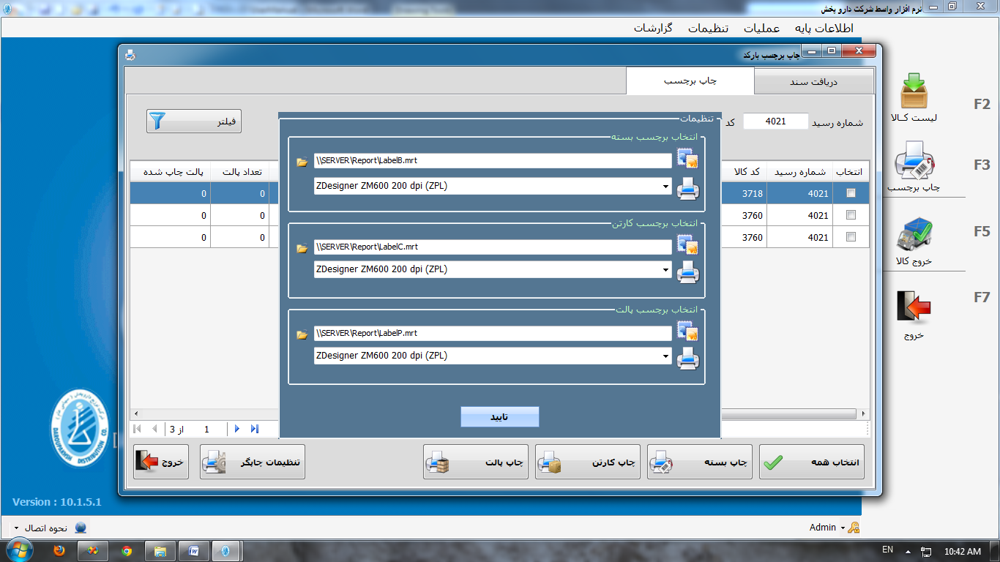 نرم افزار واسط شرکت دارو پخش
اطلاعات پایه
عملیات
تنظیمات
گزارشات
چاپ برچسب بارکد
دریافت سند
چاپ برچسب
شماره رسید
4021
کد
فیلتر
انتخاب
شماره رسید
کد کالا
تعداد پالت
پالت چاپ شده
4021
3718
0
0
4021
3760
0
0
4021
3760
0
0
تنظیمات
انتخاب برچسب بسته
\\SERVER\Report\LabelB.mrt
ZDesigner ZM600 200 dpi (ZPL)
انتخاب برچسب کارتن
\\SERVER\Report\LabelC.mrt
ZDesigner ZM600 200 dpi (ZPL)
انتخاب برچسب پالت
\\SERVER\Report\LabelP.mrt
ZDesigner ZM600 200 dpi (ZPL)
تایید
1
از 3
انتخاب همه
چاپ بسته
چاپ کارتن
چاپ پالت
تنظیمات چاپگر
خروج
F2
لیست کـالا
F3
چاپ برچسب
F5
خروج کالا
F7
خروج
DAROUPAKHSH DISTRIBUTION CO.
Version : 10.1.5.1
نحوه اتصال
Admin
EN
10:42 AM